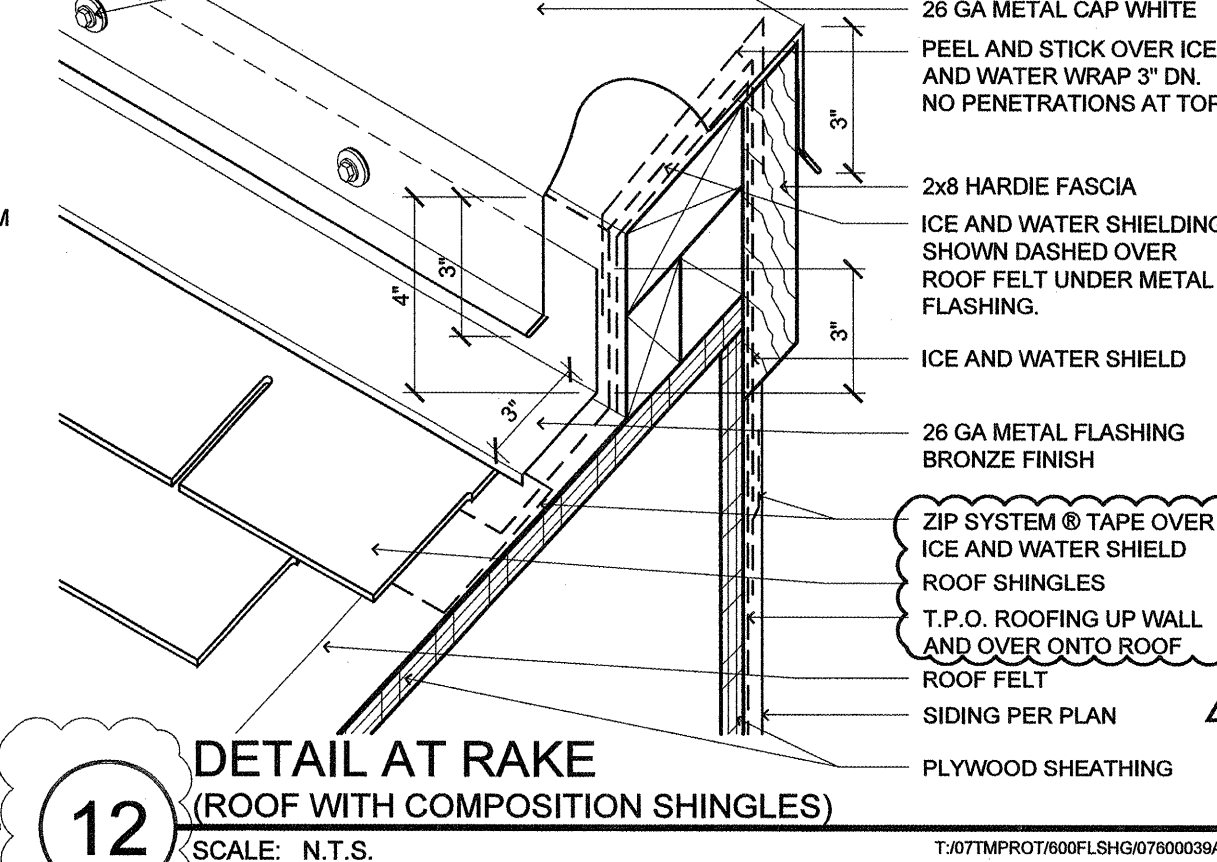 26 GA METAL CAP WHITE
PEEL AND STICK OVER ICE
AND WATER WRAP 3" DN.
NO PENETRATIONS AT TOP
3"
2x8 HARDIE FASCIA
M
ICE AND WATER SHIELDING
SHOWN DASHED OVER
ROOF FELT UNDER METAL
FLASHING.
3"
4"
3"
ICE AND WATER SHIELD
3"
26 GA METAL FLASHING
BRONZE FINISH
ZIP SYSTEM ® TAPE OVER
ICE AND WATER SHIELD
ROOF SHINGLES
T.P.O. ROOFING UP WALL
AND OVER ONTO ROOF
ROOF FELT
SIDING PER PLAN
PLYWOOD SHEATHING
12
DETAIL AT RAKE
(ROOF WITH COMPOSITION SHINGLES)
SCALE: N.T.S.
T:/07TMPROT/600FLSHG/07600039A